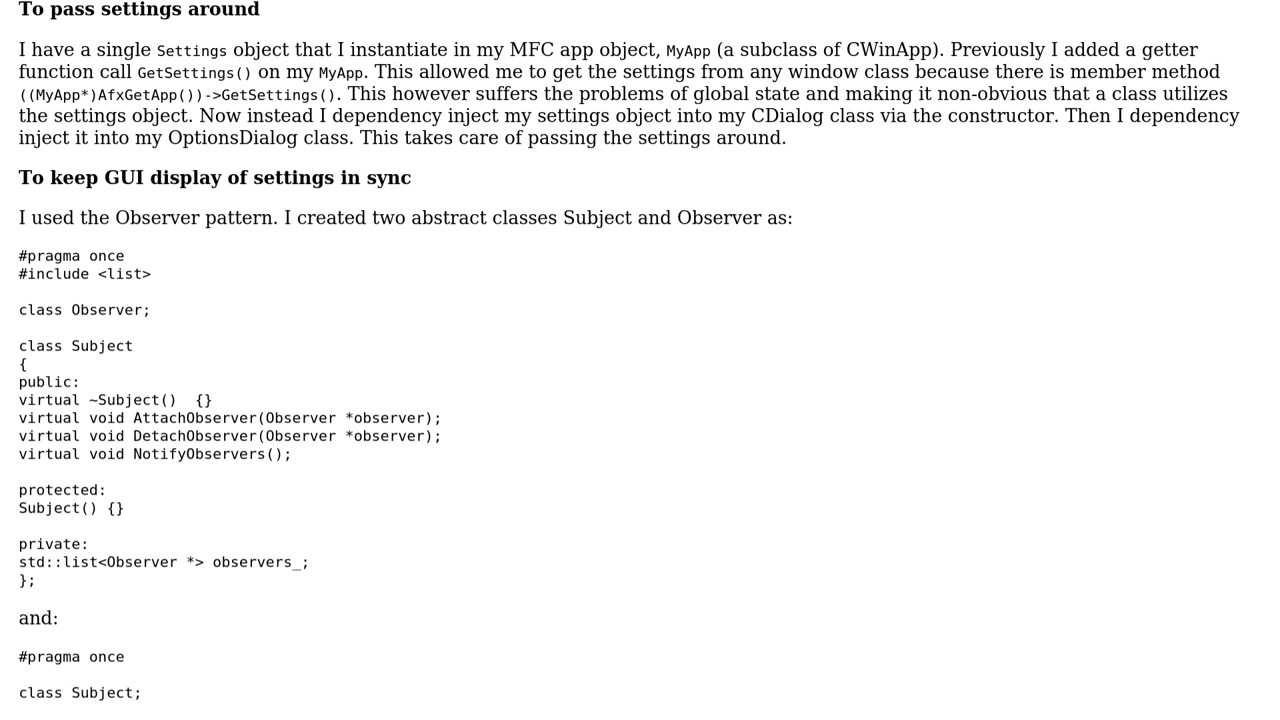 To pass settings around
I have a single Settings object that I instantiate in my MFC app object, MyApp (a subclass of CWinApp). Previously I added a getter
function call GetSettings() on my MyApp. This allowed me to get the settings from any window class because there is member method
((MyApp*)AfxGetApp())->GetSettings(). This however suffers the problems of global state and making it non-obvious that a class utilizes
the settings object. Now instead I dependency inject my settings object into my CDialog class via the constructor. Then I dependency
inject it into my OptionsDialog class. This takes care of passing the settings around.
To keep GUI display of settings in sync
I used the Observer pattern. I created two abstract classes Subject and Observer as:
#pragma once
#include <list>
class Observer;
class Subject
{
public:
virtual ~Subject()  {}
virtual void AttachObserver(Observer *observer);
virtual void DetachObserver(Observer *observer);
virtual void NotifyObservers();
protected:
Subject() {}
private:
std::list<Observer *> observers_;
};
and:
#pragma once
class Subject;